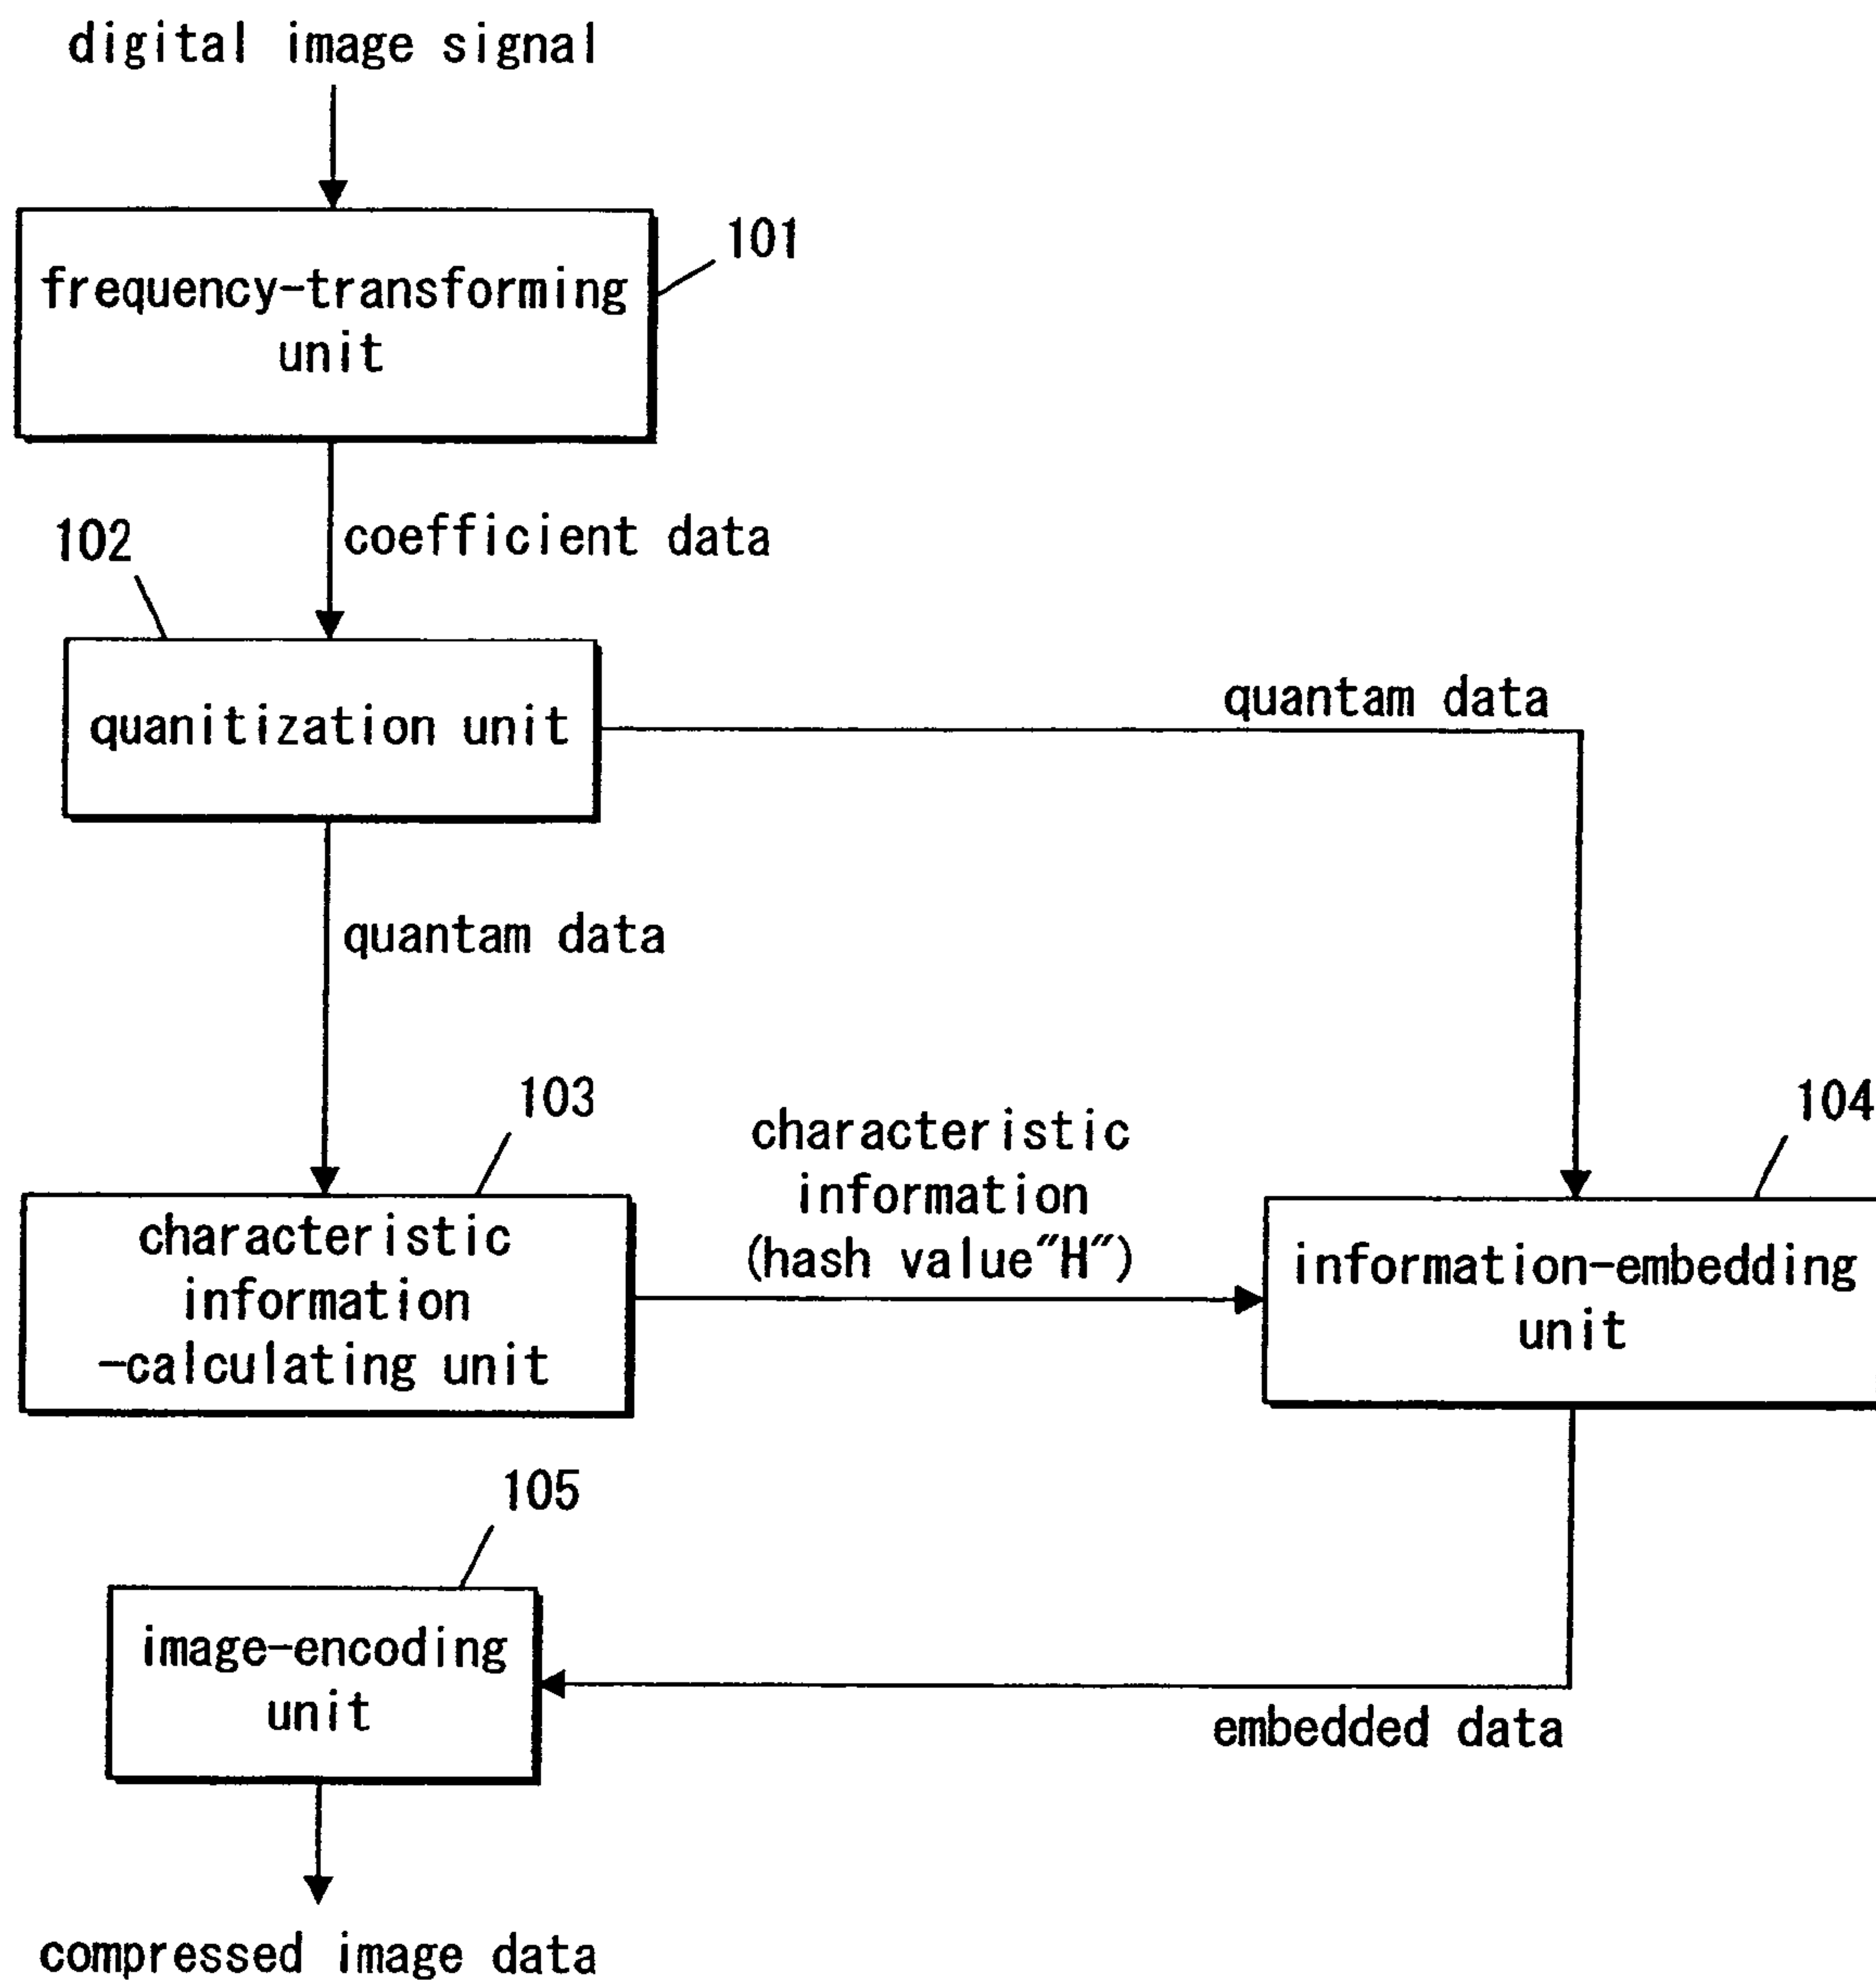 digital image signal
101
frequency-transforming
unit
102
coefficient data
quanitization unit
quantam data
quantam data
103
characteristic
information
-calculating unit
characteristic
information
(hash value"H")
104
information-embedding
unit
105
image-encoding
unit
embedded data
compressed image data